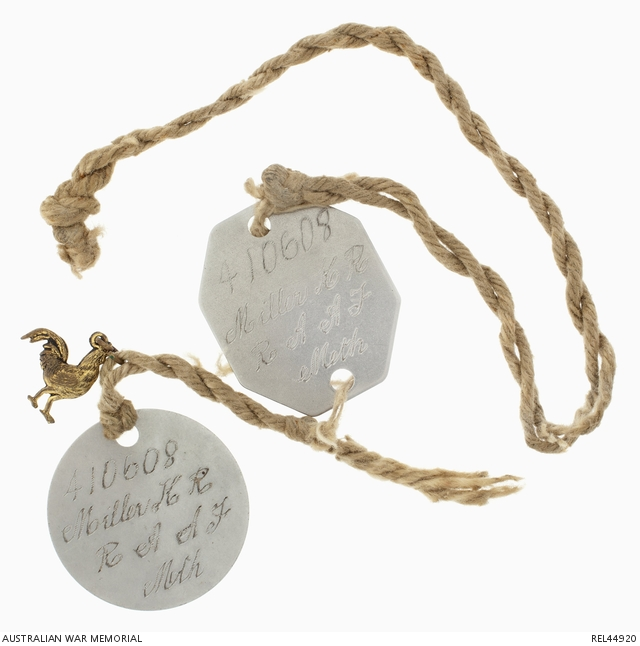 410608
Miller K R
R A A F
Meth
410608
Miller K R
R A A F
Meth
AUSTRALIAN WAR MEMORIAL
REL44920